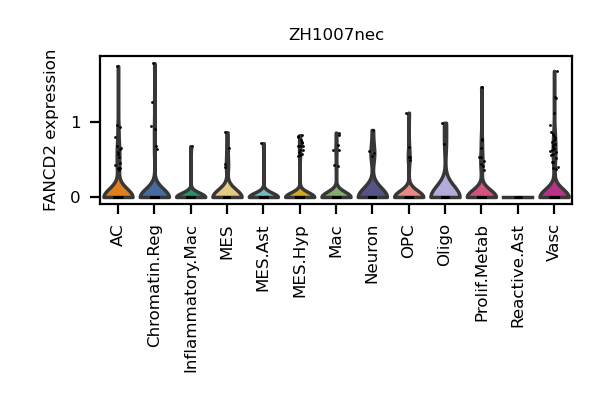 ZH1007nec
FANCD2 expression
1
0
AC
Chromatin.Reg
Inflammatory.Mac
MES
MES.Ast
MES.Hyp
Mac
Neuron
OPC
Oligo
Prolif.Metab
Reactive.Ast
Vasc